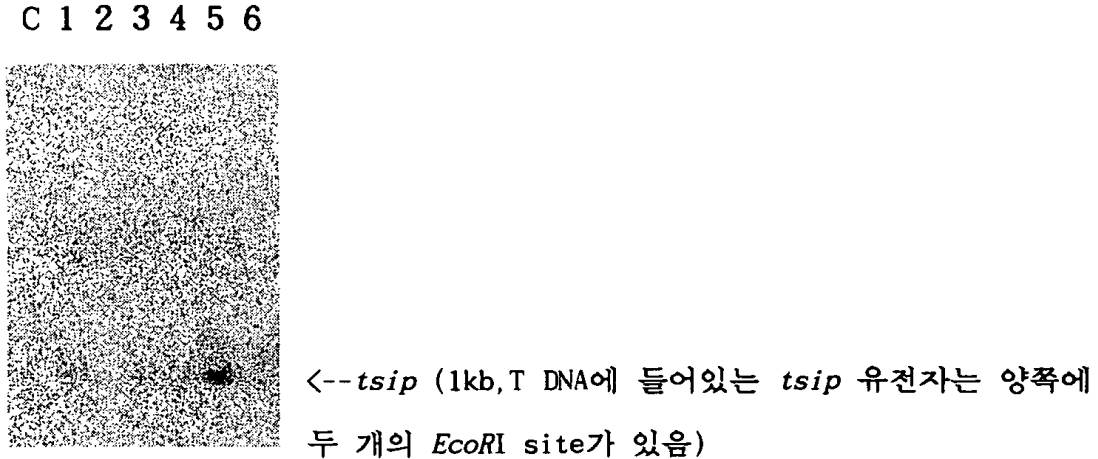 C 1 2 3 4 5 6
<--tsip (1kb,T DNA에 들어있는 tsip 유전자는 양쪽에
두 개의 EcoRI site가 있음)